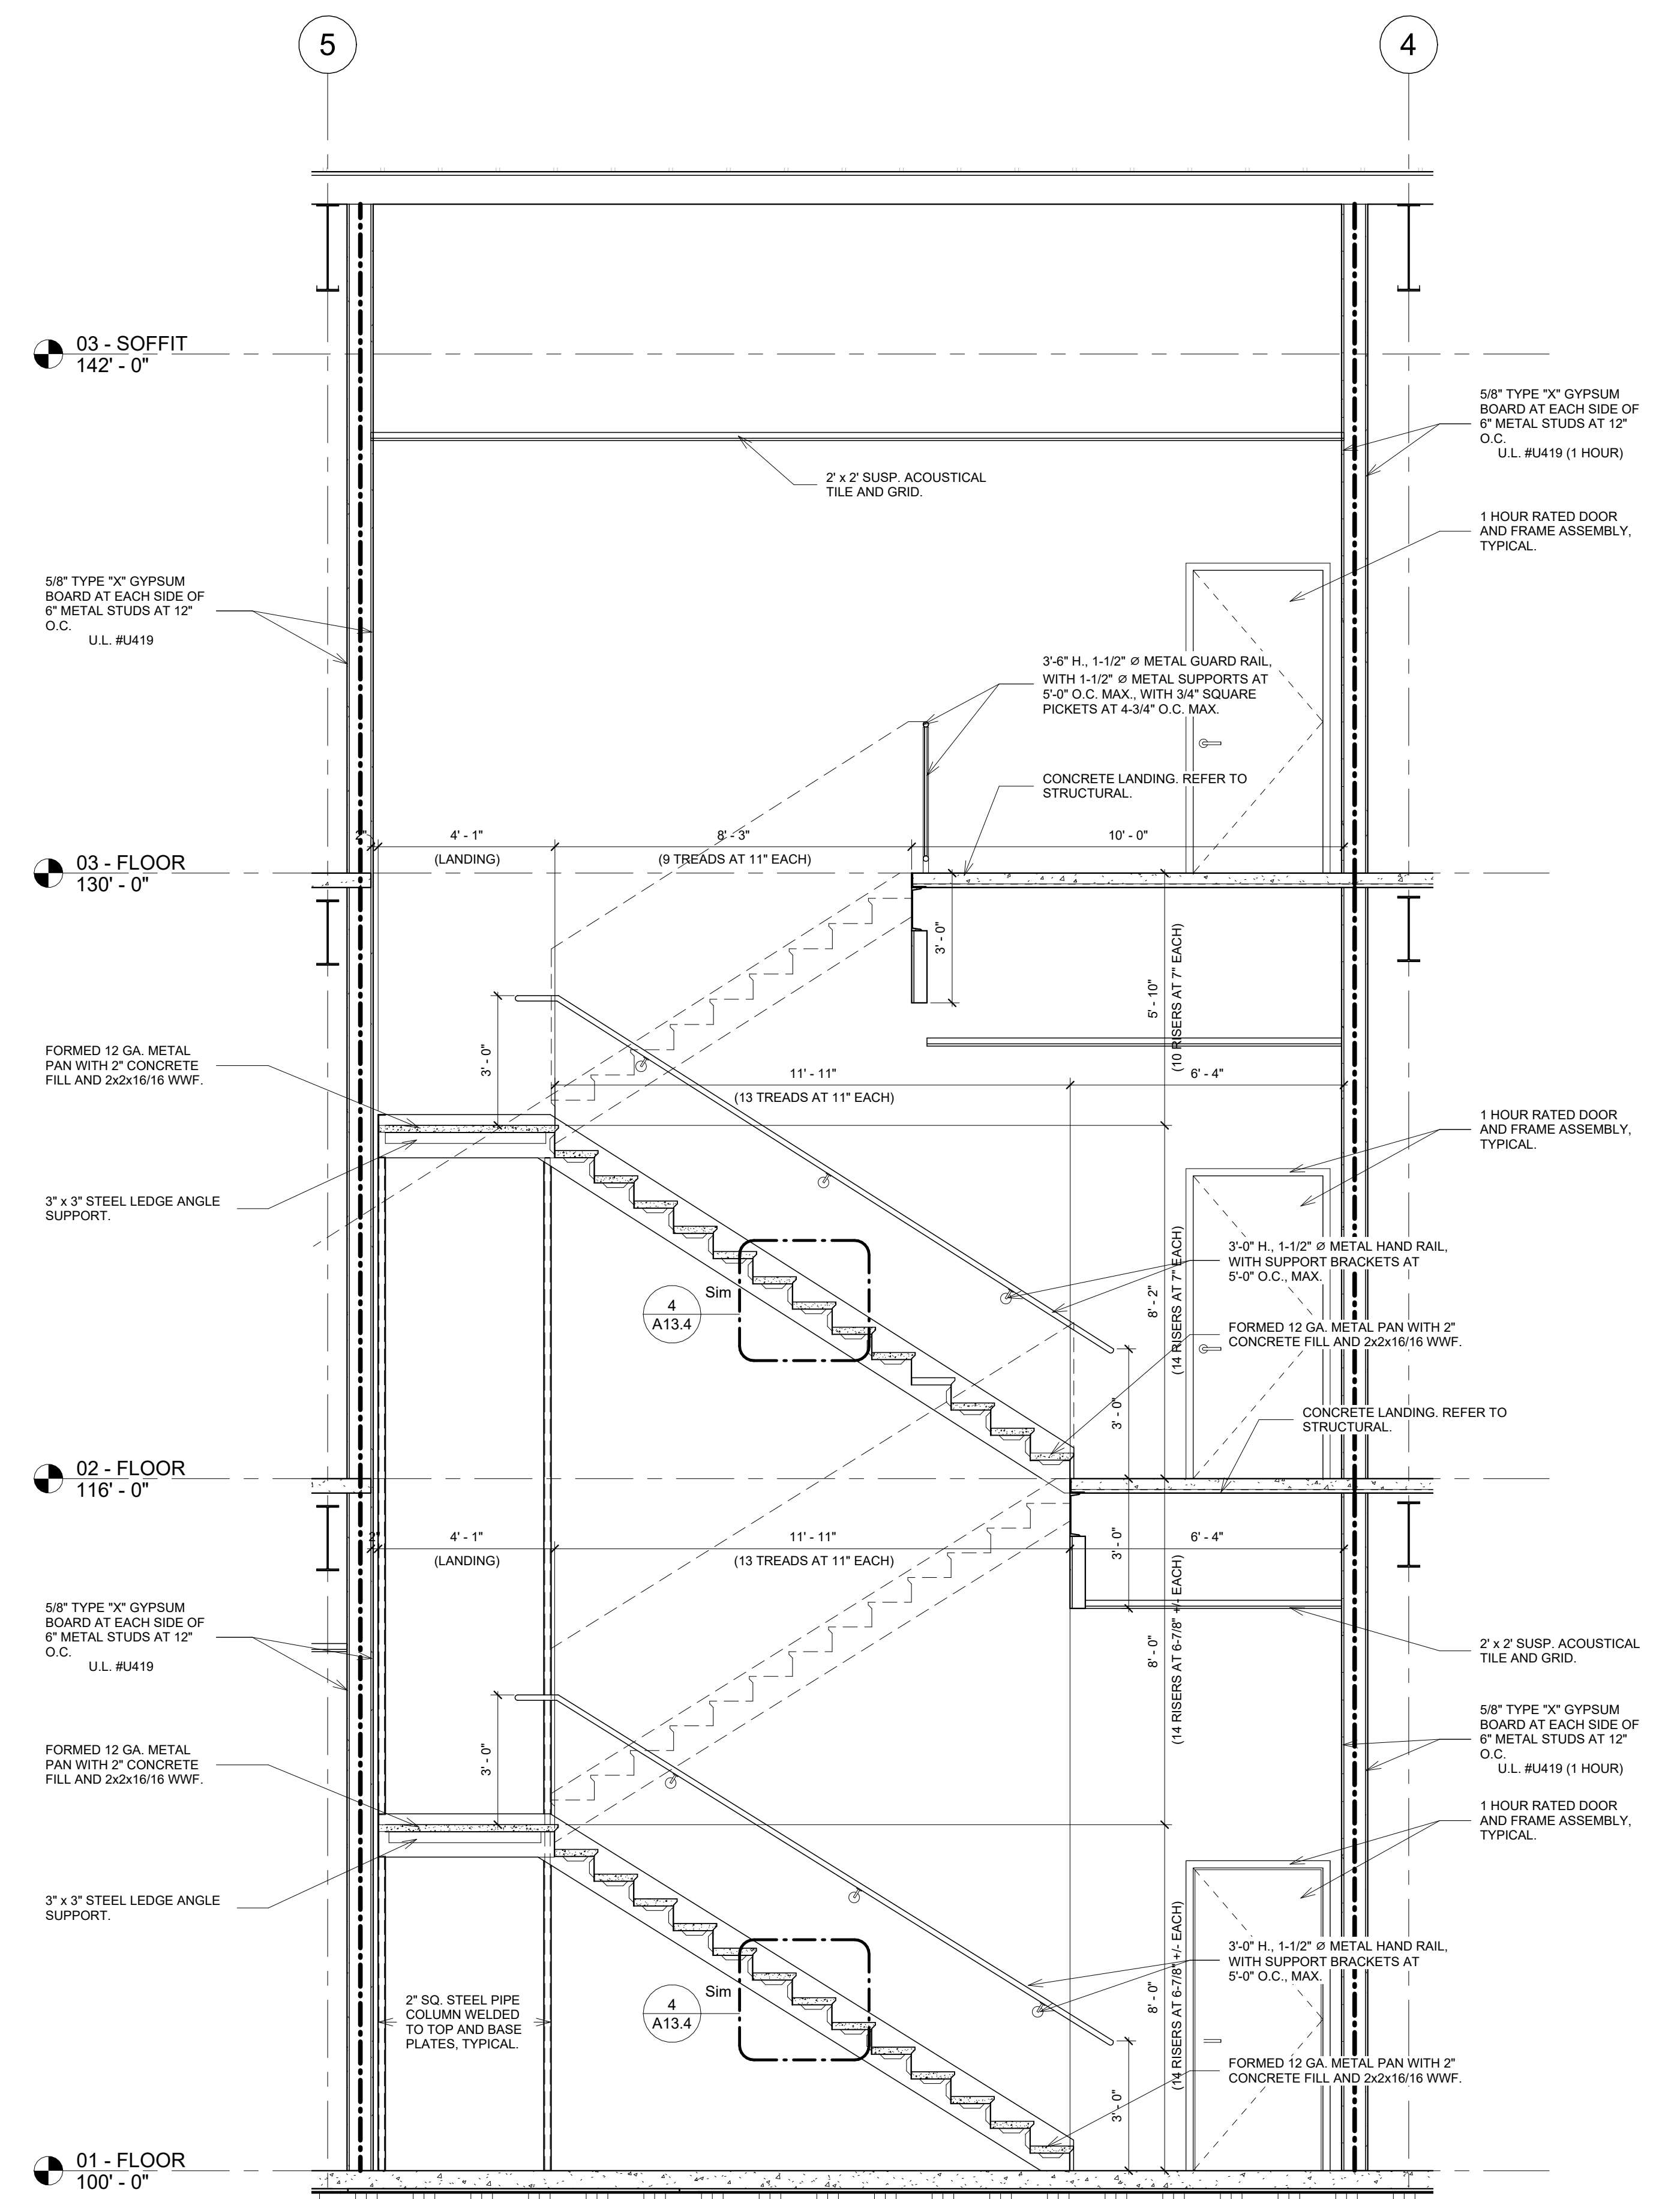 5
4
03 - SOFFIT
142' - 0"
5/8" TYPE "X" GYPSUM
BOARD AT EACH SIDE OF
6" METAL STUDS AT 12"
O.C.
U.L. #U419 (1 HOUR)
2' x 2' SUSP. ACOUSTICAL
TILE AND GRID.
1 HOUR RATED DOOR
AND FRAME ASSEMBLY,
TYPICAL.
5/8" TYPE "X" GYPSUM
BOARD AT EACH SIDE OF
6" METAL STUDS AT 12"
O.C.
U.L. #U419
3'-6" H., 1-1/2" Ø METAL GUARD RAIL,
WITH 1-1/2" Ø METAL SUPPORTS AT
5'-0" O.C. MAX., WITH 3/4" SQUARE
PICKETS AT 4-3/4" O.C. MAX.
CONCRETE LANDING. REFER TO
STRUCTURAL.
2"
4' - 1"
(LANDING)
8' - 3"
(9 TREADS AT 11" EACH)
10' - 0"
03 - FLOOR
130' - 0"
3' - 0"
5' - 10"
(10 RISERS AT 7" EACH)
3' - 0"
FORMED 12 GA. METAL
PAN WITH 2" CONCRETE
FILL AND 2x2x16/16 WWF.
11' - 11"
(13 TREADS AT 11" EACH)
6' - 4"
1 HOUR RATED DOOR
AND FRAME ASSEMBLY,
TYPICAL.
3" x 3" STEEL LEDGE ANGLE
SUPPORT.
3'-0" H., 1-1/2" Ø METAL HAND RAIL,
WITH SUPPORT BRACKETS AT
5'-0" O.C., MAX.
8' - 2"
(14 RISERS AT 7" EACH)
Sim
4
A13.4
FORMED 12 GA. METAL PAN WITH 2"
CONCRETE FILL AND 2x2x16/16 WWF.
3' - 0"
CONCRETE LANDING. REFER TO
STRUCTURAL.
02 - FLOOR
116' - 0"
2"
4' - 1"
(LANDING)
11' - 11"
(13 TREADS AT 11" EACH)
3' - 0"
6' - 4"
5/8" TYPE "X" GYPSUM
BOARD AT EACH SIDE OF
6" METAL STUDS AT 12"
O.C.
U.L. #U419
8' - 0"
(14 RISERS AT 6-7/8" +/- EACH)
2' x 2' SUSP. ACOUSTICAL
TILE AND GRID.
5/8" TYPE "X" GYPSUM
BOARD AT EACH SIDE OF
6" METAL STUDS AT 12"
O.C.
U.L. #U419 (1 HOUR)
3' - 0"
FORMED 12 GA. METAL
PAN WITH 2" CONCRETE
FILL AND 2x2x16/16 WWF.
1 HOUR RATED DOOR
AND FRAME ASSEMBLY,
TYPICAL.
3" x 3" STEEL LEDGE ANGLE
SUPPORT.
3'-0" H., 1-1/2" Ø METAL HAND RAIL,
WITH SUPPORT BRACKETS AT
5'-0" O.C., MAX.
2" SQ. STEEL PIPE
COLUMN WELDED
TO TOP AND BASE
PLATES, TYPICAL.
Sim
4
A13.4
8' - 0"
(14 RISERS AT 6-7/8" +/- EACH)
FORMED 12 GA. METAL PAN WITH 2"
CONCRETE FILL AND 2x2x16/16 WWF.
3' - 0"
01 - FLOOR
100' - 0"